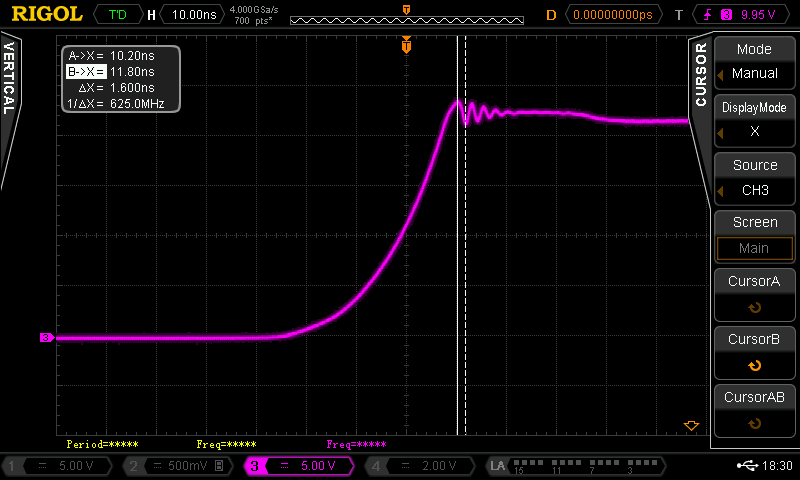 RIGOL T'D H 10.00ns 4.000GSa/s 700 pts* T D 0.00000000ps T 3 9.95 V
VERTICAL
T
A->X= 10.20ns
B->X= 11.80ns
ΔX= 1.600ns
1/ΔX= 625.0MHz
3
CURSOR
Mode
Manual
DisplayMode
X
Source
CH3
Screen
Main
CursorA
CursorB
CursorAB
Period=***** Freq=***** Freq=*****
1 5.00 V 2 500mV B 3 5.00 V 4 2.00 V LA 15 11 7 3 18:30